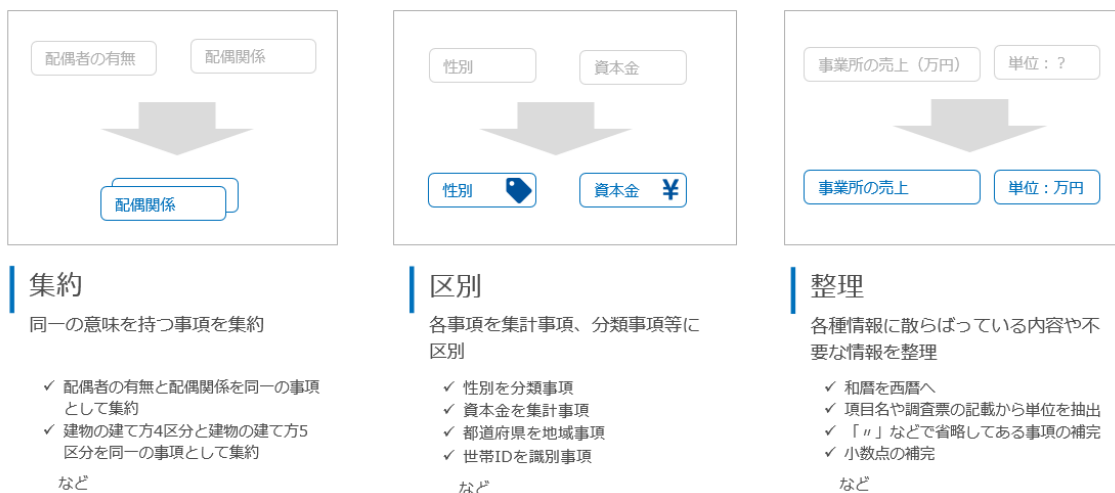 配偶者の有無
配偶関係
配偶関係
集約
同一の意味を持つ事項を集約
✓ 配偶者の有無と配偶関係を同一の事項
として集約
✓ 建物の建て方4区分と建物の建て方5
区分を同一の事項として集約
など
性別
資本金
性別
資本金 ¥
区別
各事項を集計事項、分類事項等に
区別
✓ 性別を分類事項
✓ 資本金を集計事項
✓ 都道府県を地域事項
✓ 世帯IDを識別事項
など
事業所の売上（万円）
単位：？
事業所の売上
単位：万円
整理
各種情報に散らばっている内容や不
要な情報を整理
✓ 和暦を西暦へ
✓ 項目名や調査票の記載から単位を抽出
✓ 「〃」などで省略してある事項の補完
✓ 小数点の補完
など